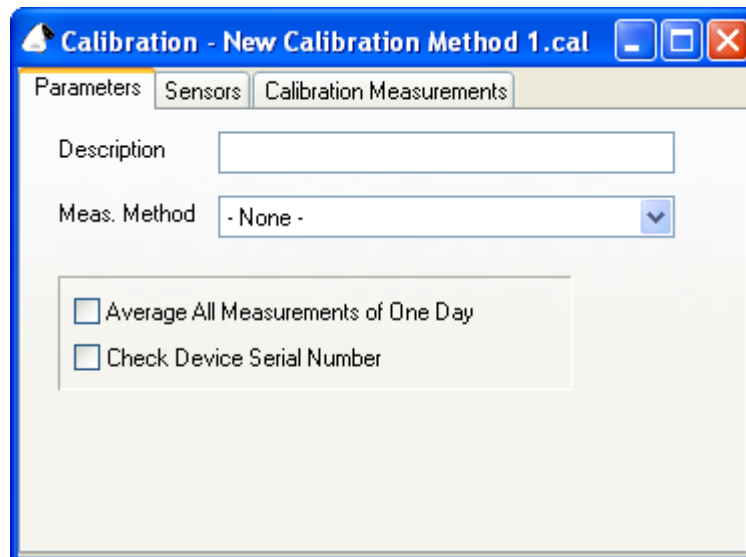 Calibration - New Calibration Method 1.cal
Parameters Sensors Calibration Measurements
Description
Meas. Method - None -
Average All Measurements of One Day
Check Device Serial Number